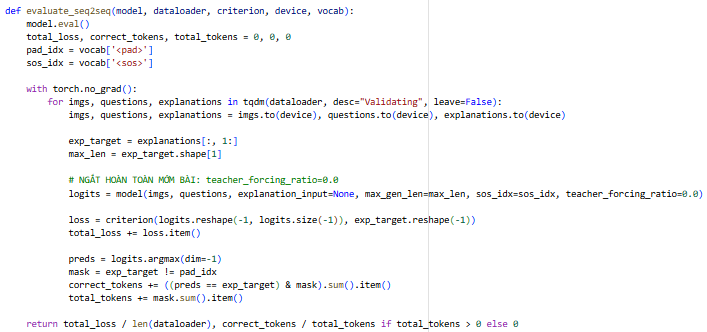 def evaluate_seq2seq(model, dataloader, criterion, device, vocab):
    model.eval()
    total_loss, correct_tokens, total_tokens = 0, 0, 0
    pad_idx = vocab['<pad>']
    sos_idx = vocab['<sos>']

    with torch.no_grad():
        for imgs, questions, explanations in tqdm(dataloader, desc="Validating", leave=False):
            imgs, questions, explanations = imgs.to(device), questions.to(device), explanations.to(device)

            exp_target = explanations[:, 1:]
            max_len = exp_target.shape[1]

            # NGẮT HOÀN TOÀN MỚM BÀI: teacher_forcing_ratio=0.0
            logits = model(imgs, questions, explanation_input=None, max_gen_len=max_len, sos_idx=sos_idx, teacher_forcing_ratio=0.0)

            loss = criterion(logits.reshape(-1, logits.size(-1)), exp_target.reshape(-1))
            total_loss += loss.item()

            preds = logits.argmax(dim=-1)
            mask = exp_target != pad_idx
            correct_tokens += ((preds == exp_target) & mask).sum().item()
            total_tokens += mask.sum().item()

    return total_loss / len(dataloader), correct_tokens / total_tokens if total_tokens > 0 else 0